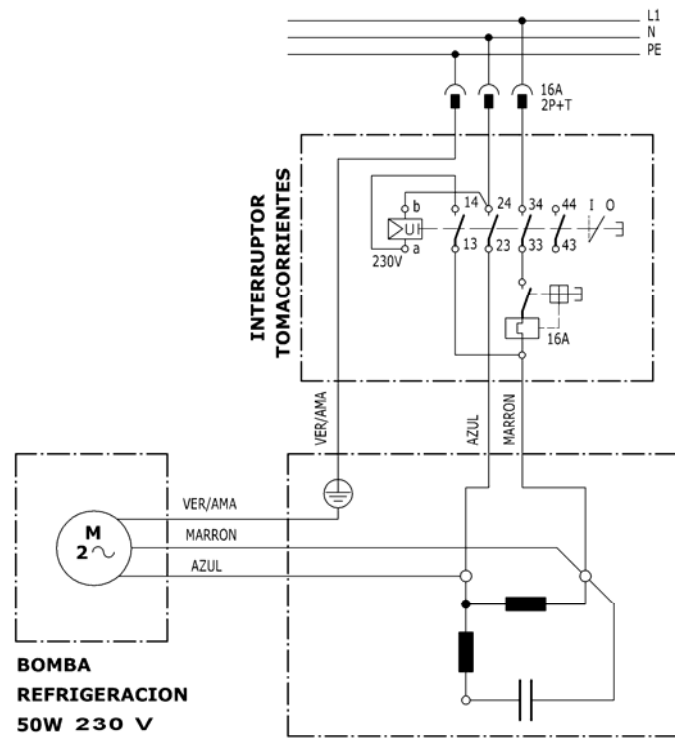 L1
N
PE
16A
2P+T
INTERRUPTOR
TOMACORRIENTES
b
U
a
230V
14 24 34 44 I O
13 23 33 43
16A
VER/AMA
AZUL
MARRON
VER/AMA
MARRON
AZUL
M
2
BOMBA
REFRIGERACION
50W 230 V